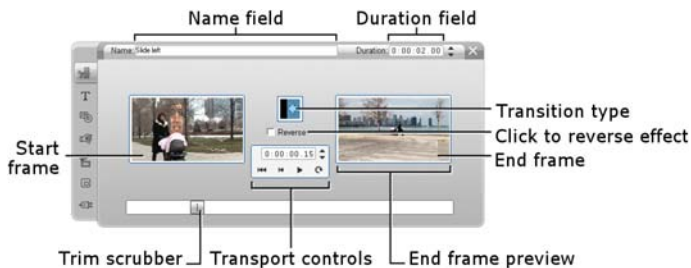 Name field
Duration field
Name: Slide left
Duration: 0:00:02.00
T
Transition type
Reverse
Click to reverse effect
Start frame
0:00:00.15
End frame
Trim scrubber
Transport controls
End frame preview